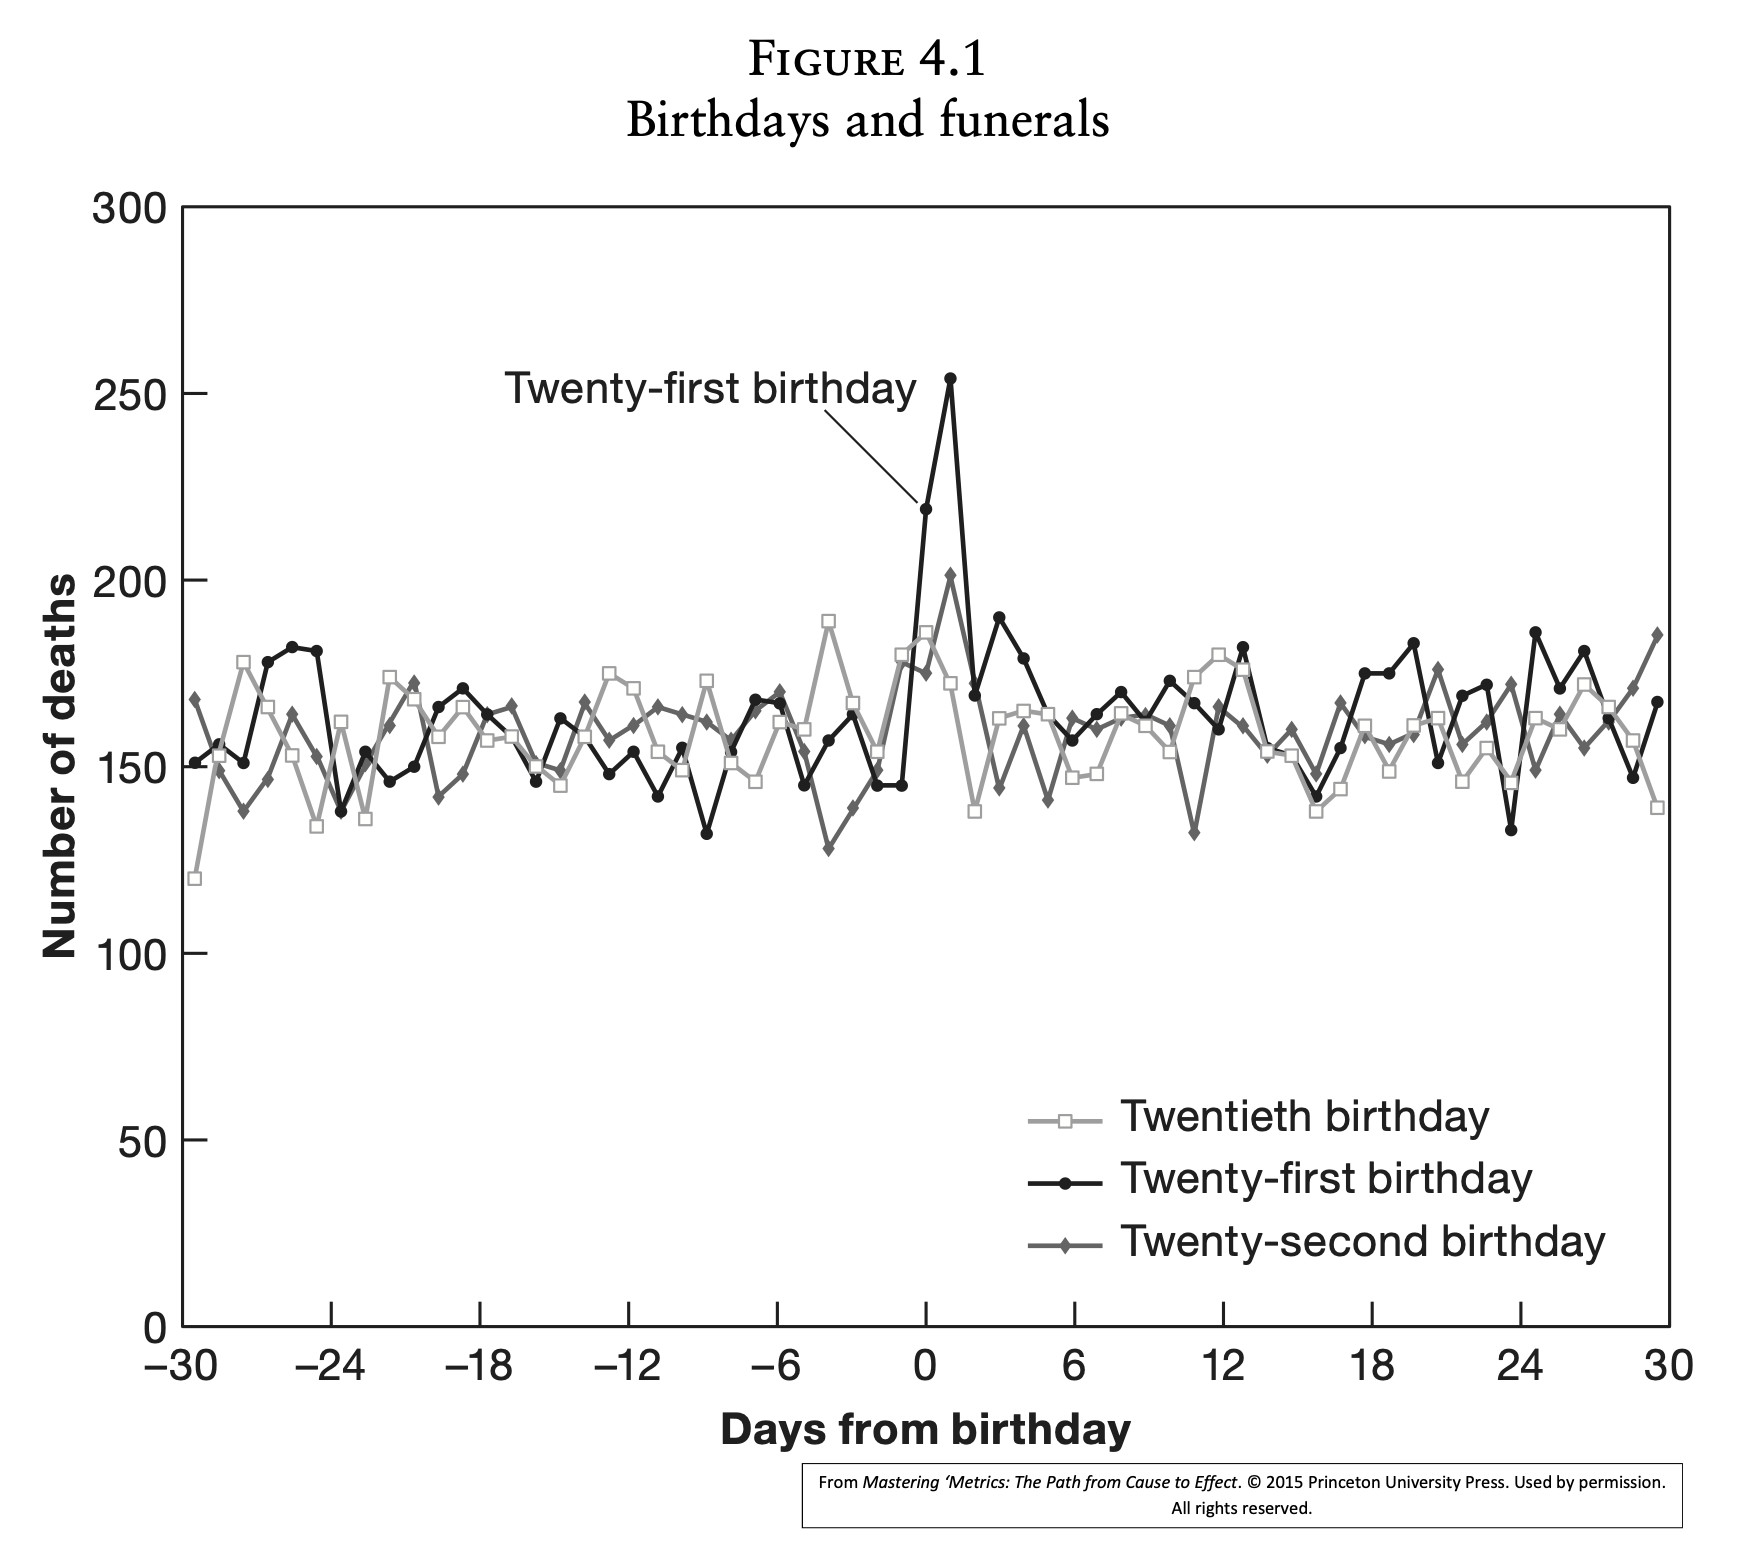 FIGURE 4.1
Birthdays and funerals
300
250
200
150
100
50
0
Number of deaths
Twenty-first birthday
Twentieth birthday
Twenty-first birthday
Twenty-second birthday
–30 –24 –18 –12 –6 0 6 12 18 24 30
Days from birthday
From Mastering ‘Metrics: The Path from Cause to Effect. © 2015 Princeton University Press. Used by permission.
All rights reserved.